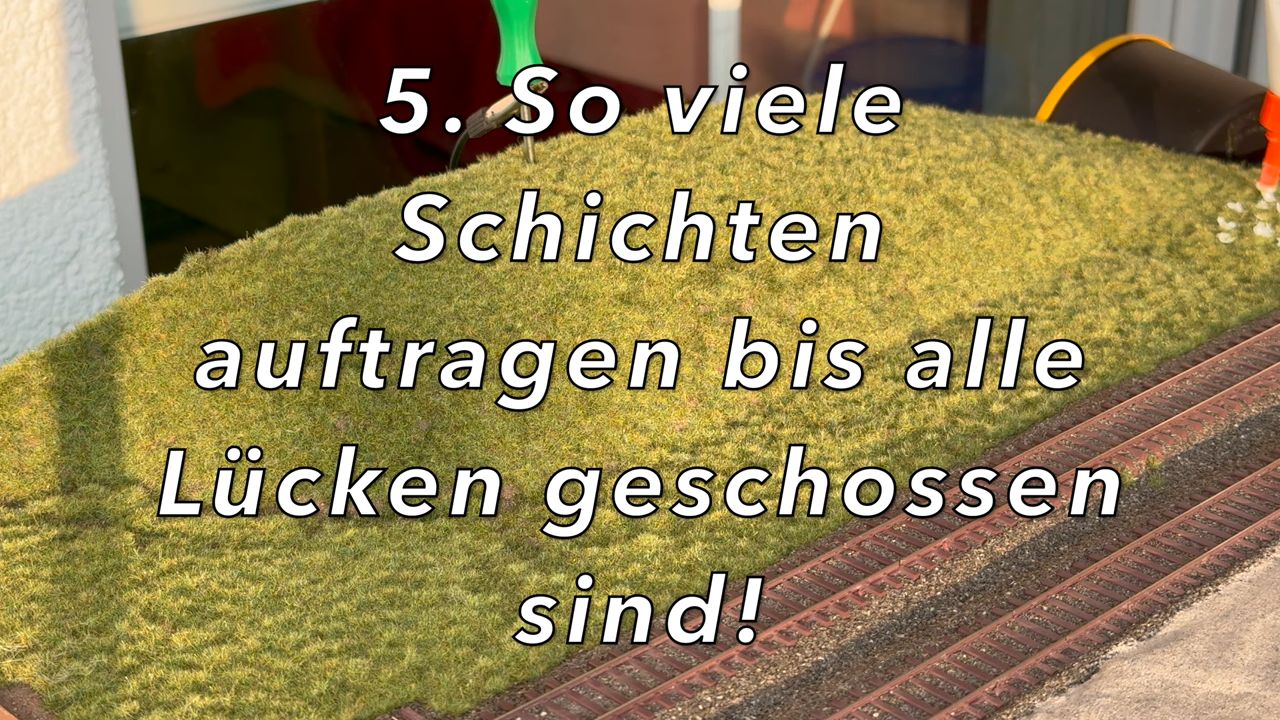 5. So viele
Schichten
auftragen bis alle
Lücken geschossen
sind!